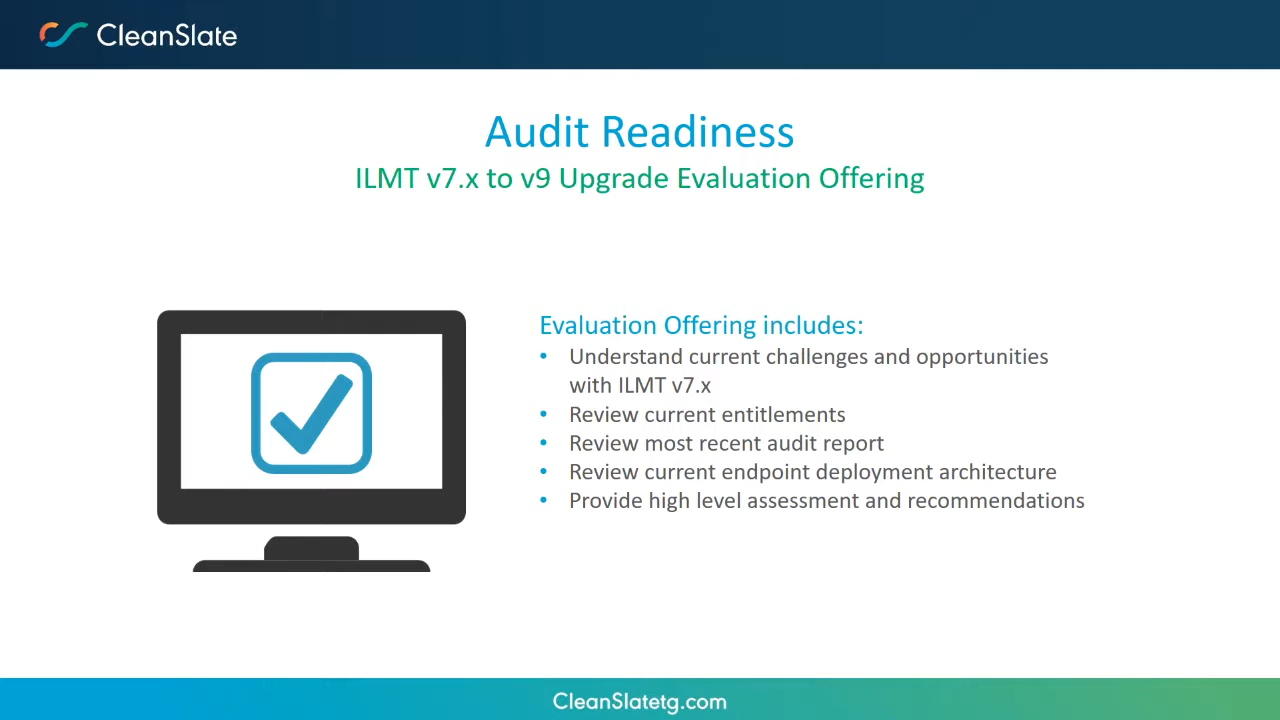 CleanSlate
Audit Readiness
ILMT v7.x to v9 Upgrade Evaluation Offering
Evaluation Offering includes:
• Understand current challenges and opportunities
with ILMT v7.x
• Review current entitlements
• Review most recent audit report
• Review current endpoint deployment architecture
• Provide high level assessment and recommendations
CleanSlatetg.com